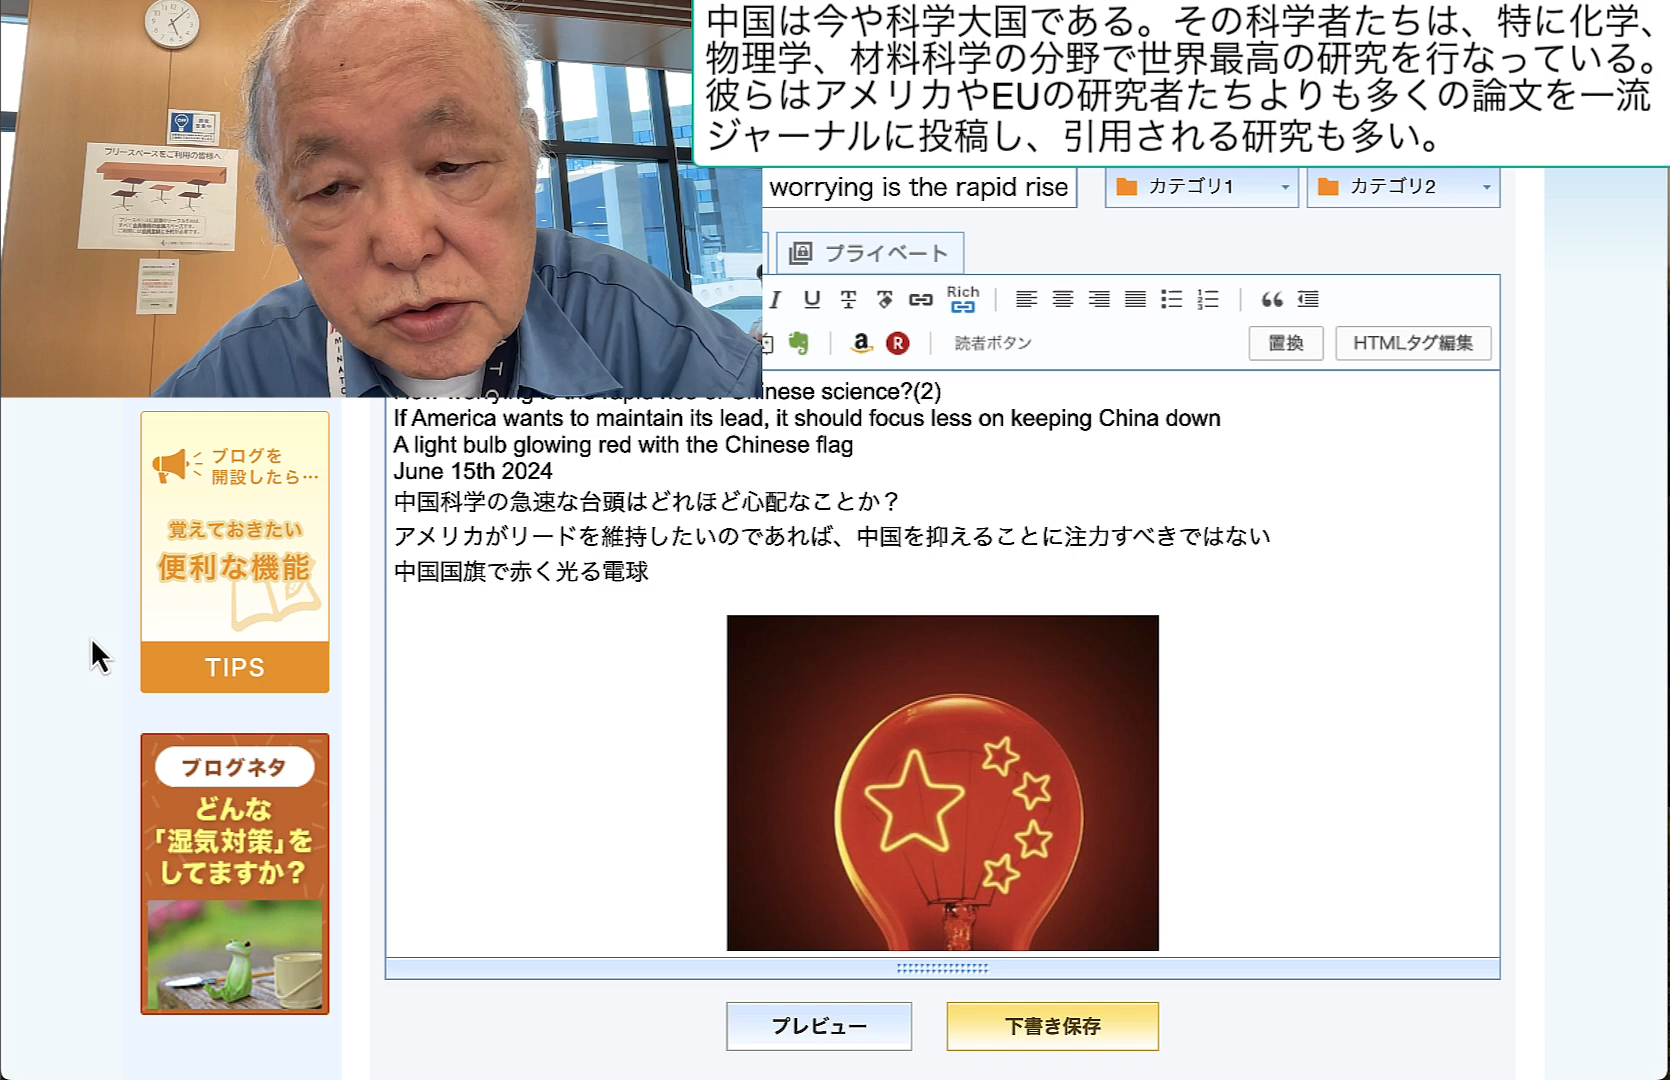 中国は今や科学大国である。その科学者たちは、特に化学、
物理学、材料科学の分野で世界最高の研究を行なっている。
彼らはアメリカやEUの研究者たちよりも多くの論文を一流
ジャーナルに投稿し、引用される研究も多い。
フリースペースをご利用の皆様へ
MINATO
worrying is the rapid rise
カテゴリ1
カテゴリ2
プライベート
I U T Rich
a R 読者ボタン
置換
HTMLタグ編集
How worrying is the rapid rise of Chinese science?(2)
If America wants to maintain its lead, it should focus less on keeping China down
A light bulb glowing red with the Chinese flag
June 15th 2024
中国科学の急速な台頭はどれほど心配なことか？
アメリカがリードを維持したいのであれば、中国を抑えることに注力すべきではない
中国国旗で赤く光る電球
ブログを
開設したら…
覚えておきたい
便利な機能
TIPS
ブログネタ
どんな
「湿気対策」を
してますか？
プレビュー
下書き保存